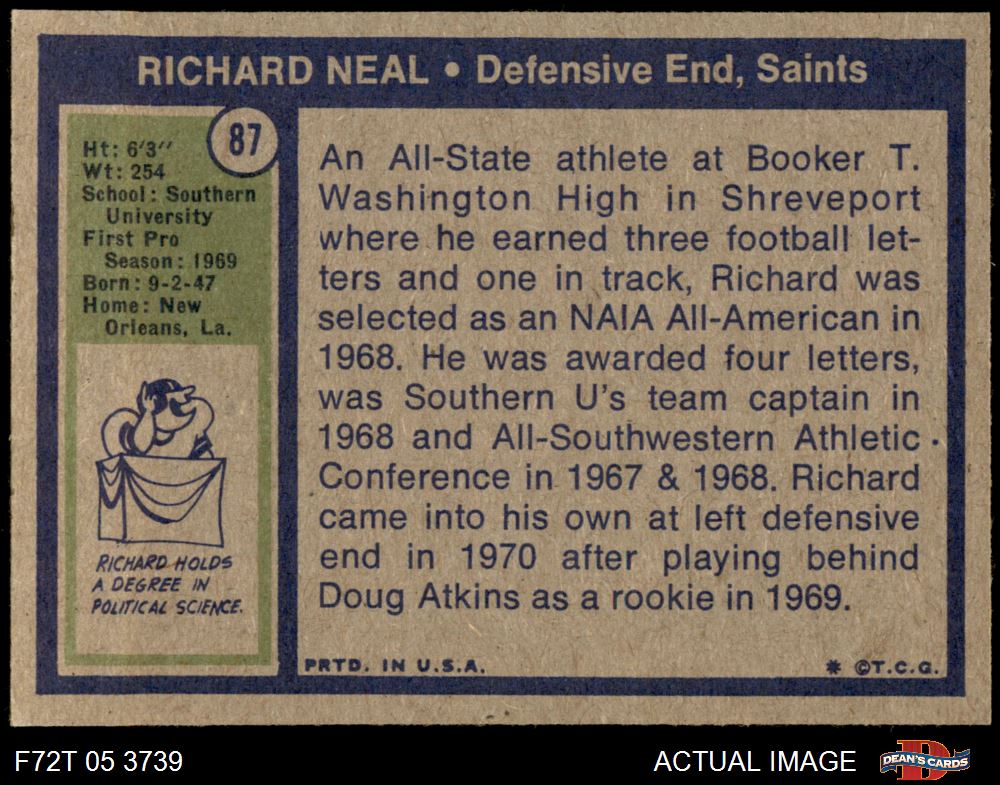 RICHARD NEAL • Defensive End, Saints
87
Ht: 6'3''
Wt: 254
School: Southern
University
First Pro
Season: 1969
Born: 9-2-47
Home: New
Orleans, La.
RICHARD HOLDS
A DEGREE IN
POLITICAL SCIENCE.
An All-State athlete at Booker T.
Washington High in Shreveport
where he earned three football let-
ters and one in track, Richard was
selected as an NAIA All-American in
1968. He was awarded four letters,
was Southern U's team captain in
1968 and All-Southwestern Athletic
Conference in 1967 & 1968. Richard
came into his own at left defensive
end in 1970 after playing behind
Doug Atkins as a rookie in 1969.
PRTD. IN U.S.A.
* ©T.C.G.
F72T 05 3739
ACTUAL IMAGE
D
DEAN'S CARDS